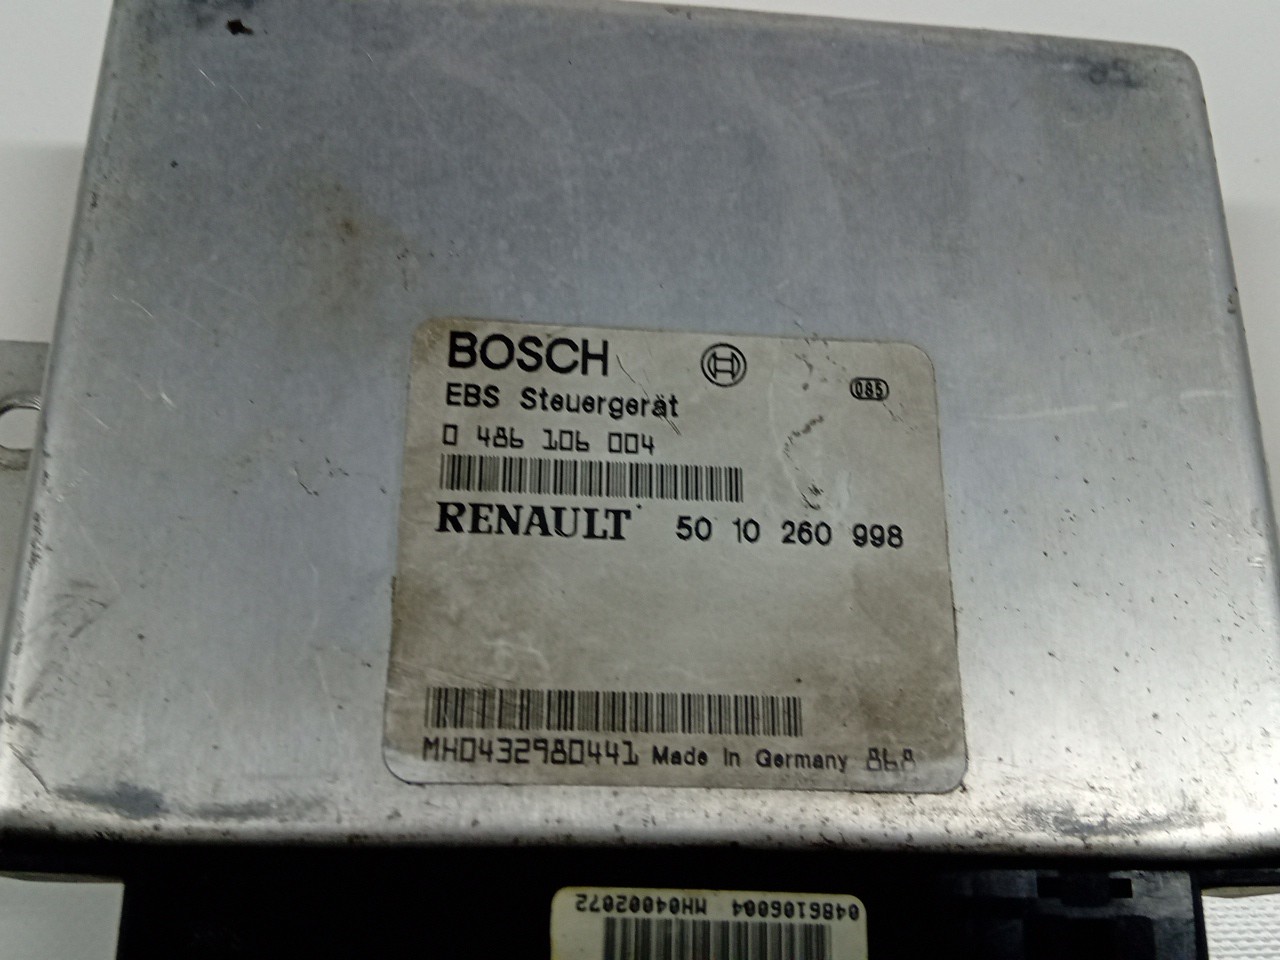 BOSCH
085
EBS Steuergerät
0 486 106 004
RENAULT 50 10 260 998
MH0432980441 Made in Germany 868
0486106004 MH04002072